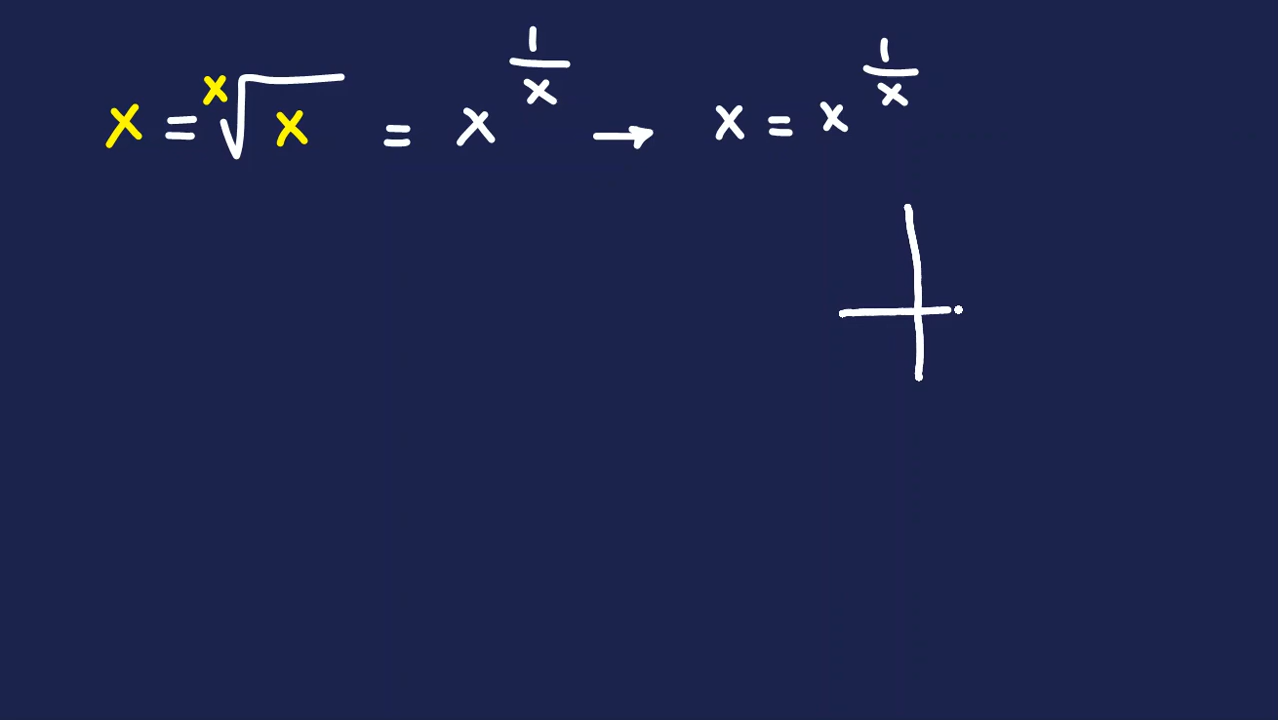 x = ˣ√x = x^(1/x) → x = x^(1/x)